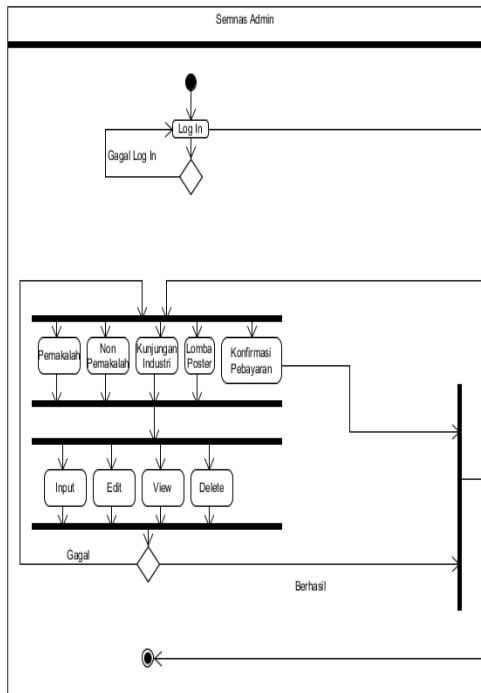 Semnas Admin
Log In
Gagal Log In
Pemakalah
Non
Pemakalah
Kunjungan
Industri
Lomba
Poster
Konfirmasi
Pebayaran
Input
Edit
View
Delete
Gagal
Berhasil